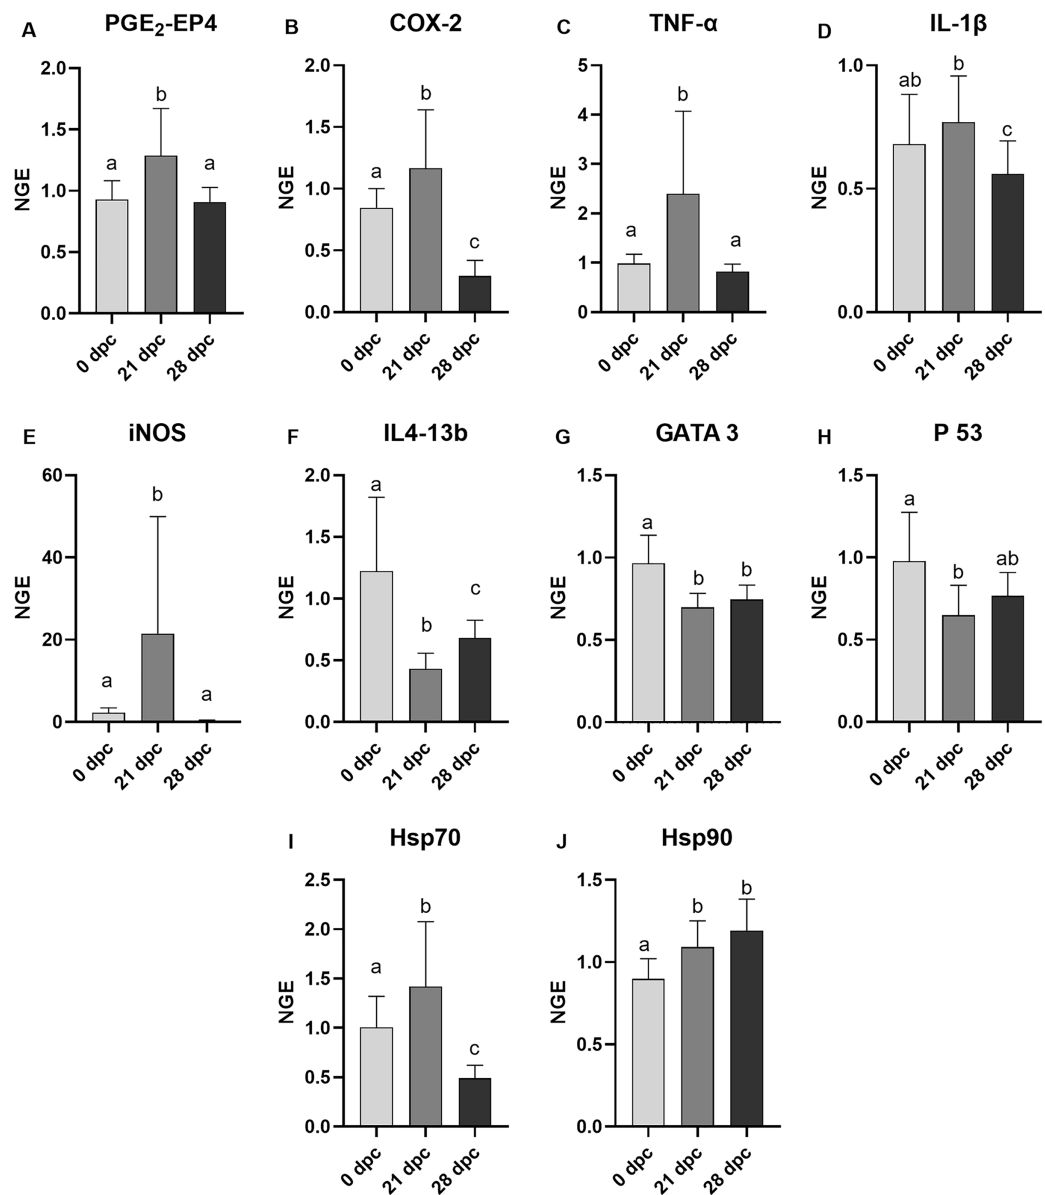 A PGE₂-EP4
NGE
2.0
1.5
1.0
0.5
0.0
a
b
a
0 dpc
21 dpc
28 dpc
B COX-2
NGE
2.0
1.5
1.0
0.5
0.0
a
b
c
0 dpc
21 dpc
28 dpc
C TNF-α
NGE
5
4
3
2
1
0
a
b
a
0 dpc
21 dpc
28 dpc
D IL-1β
NGE
1.0
0.5
0.0
ab
b
c
0 dpc
21 dpc
28 dpc
E iNOS
NGE
60
40
20
0
a
b
a
0 dpc
21 dpc
28 dpc
F IL4-13b
NGE
2.0
1.5
1.0
0.5
0.0
a
b
c
0 dpc
21 dpc
28 dpc
G GATA 3
NGE
1.5
1.0
0.5
0.0
a
b
b
0 dpc
21 dpc
28 dpc
H P 53
NGE
1.5
1.0
0.5
0.0
a
b
ab
0 dpc
21 dpc
28 dpc
I Hsp70
NGE
2.5
2.0
1.5
1.0
0.5
0.0
a
b
c
0 dpc
21 dpc
28 dpc
J Hsp90
NGE
1.5
1.0
0.5
0.0
a
b
b
0 dpc
21 dpc
28 dpc